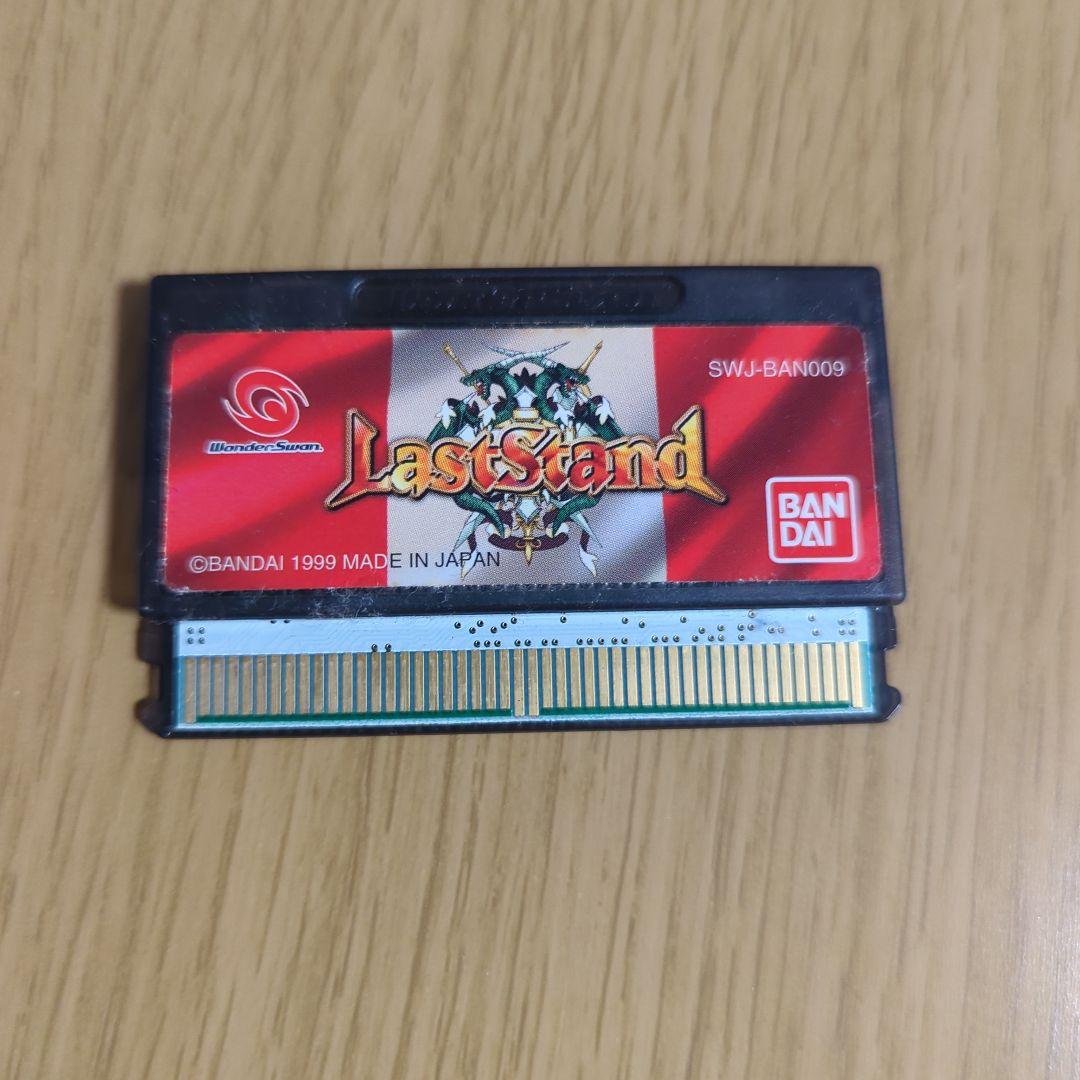 SWJ-BAN009
WonderSwan
LastStand
BAN
DAI
©BANDAI 1999 MADE IN JAPAN